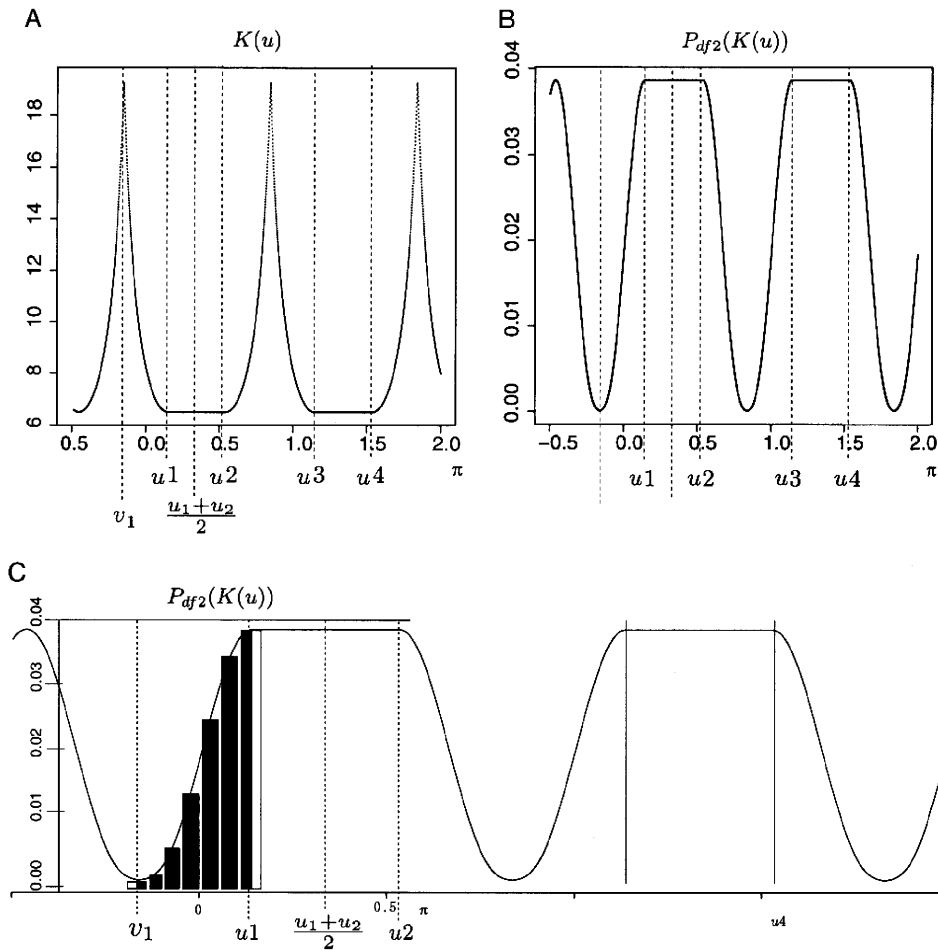 A
K(u)
18
16
14
12
10
8
6
0.5 0.0 0.5 1.0 1.5 2.0
u1 u2 u3 u4 π
v₁ (u₁+u₂)/2
B
P_df2(K(u))
0.04
0.03
0.02
0.01
0.00
−0.5 0.0 0.5 1.0 1.5 2.0
u1 u2 u3 u4 π
C
P_df2(K(u))
0.04
0.03
0.02
0.01
0.00
0 0.5 π
v₁ u1 (u₁+u₂)/2 u2 u4